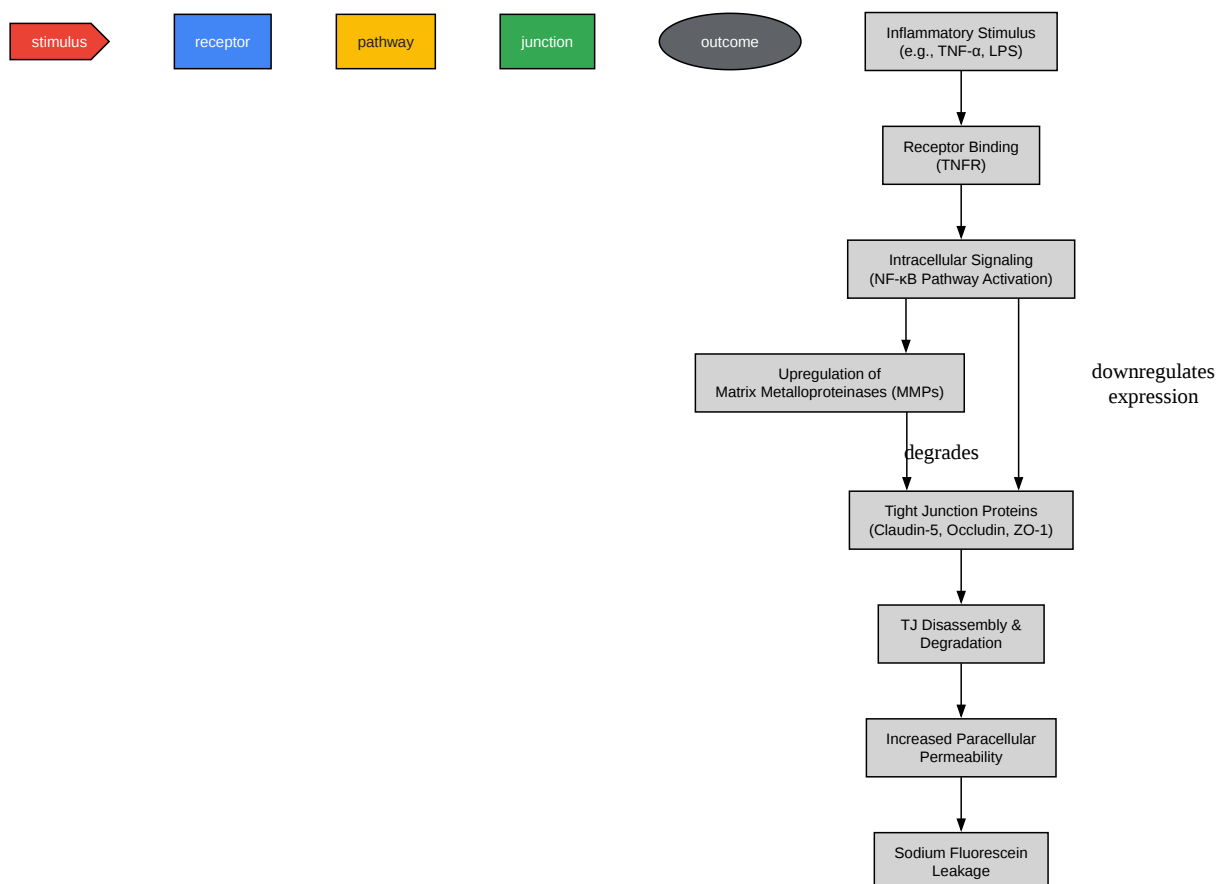 stimulus
receptor
pathway
junction
outcome
Inflammatory Stimulus
(e.g., TNF-α, LPS)
Receptor Binding
(TNFR)
Intracellular Signaling
(NF-κB Pathway Activation)
Upregulation of
Matrix Metalloproteinases (MMPs)
downregulates
expression
degrades
Tight Junction Proteins
(Claudin-5, Occludin, ZO-1)
TJ Disassembly &
Degradation
Increased Paracellular
Permeability
Sodium Fluorescein
Leakage